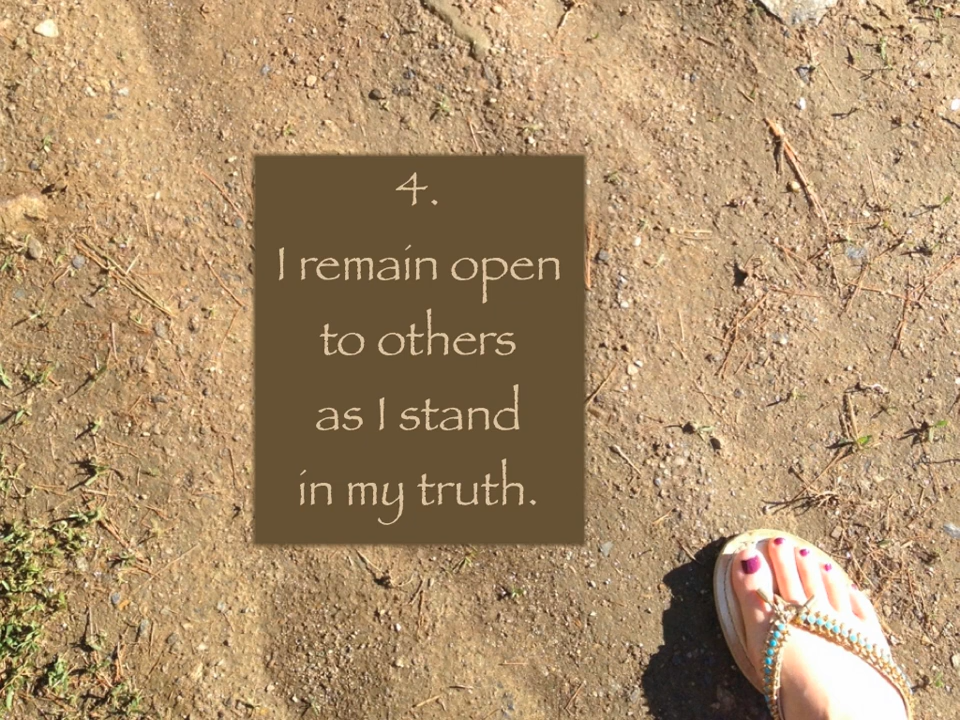 4.
I remain open
to others
as I stand
in my truth.